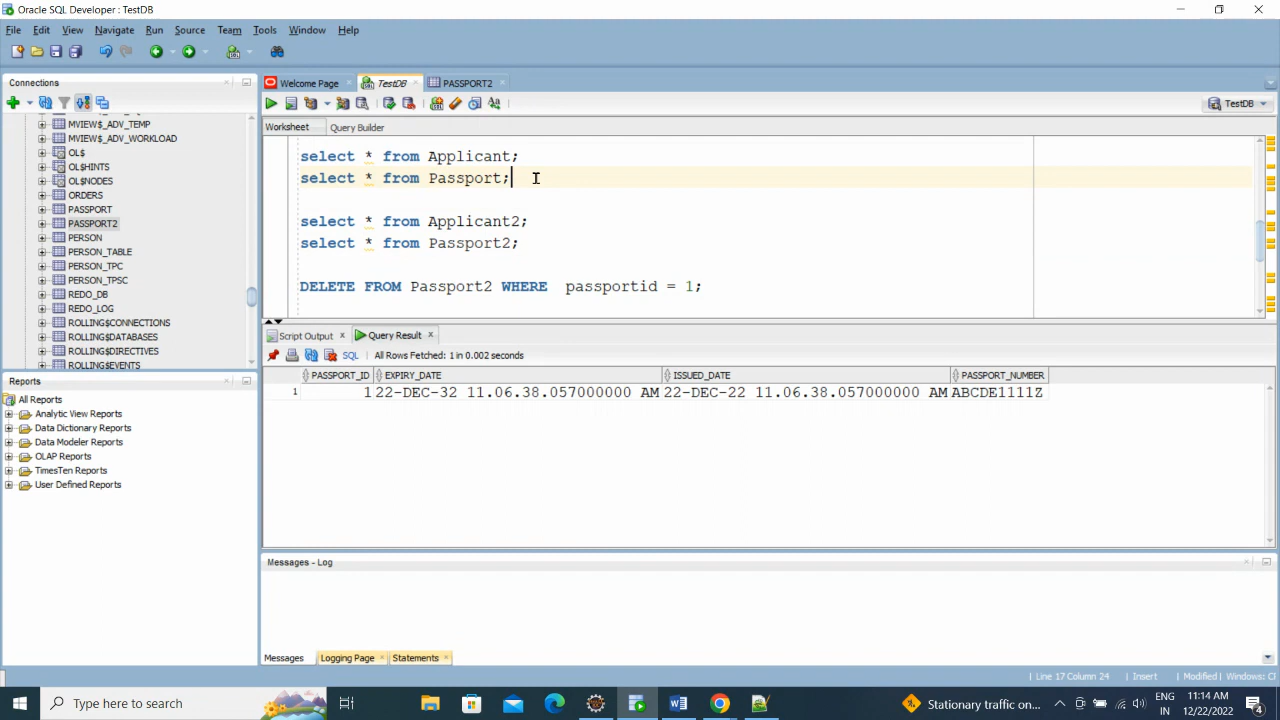 Oracle SQL Developer : TestDB
File Edit View Navigate Run Source Team Tools Window Help
Connections
Welcome Page TestDB PASSPORT2
TestDB
Worksheet Query Builder
MVIEW$_ADV_TEMP
MVIEW$_ADV_WORKLOAD
OL$
OL$HINTS
OL$NODES
ORDERS
PASSPORT
PASSPORT2
PERSON
PERSON_TABLE
PERSON_TPC
PERSON_TPSC
REDO_DB
REDO_LOG
ROLLING$CONNECTIONS
ROLLING$DATABASES
ROLLING$DIRECTIVES
ROLLING$EVENTS
select * from Applicant;
select * from Passport;
select * from Applicant2;
select * from Passport2;
DELETE FROM Passport2 WHERE passportid = 1;
Script Output Query Result
SQL All Rows Fetched: 1 in 0.002 seconds
PASSPORT_ID EXPIRY_DATE ISSUED_DATE PASSPORT_NUMBER
1 1 22-DEC-32 11.06.38.057000000 AM 22-DEC-22 11.06.38.057000000 AM ABCDE1111Z
Reports
All Reports
Analytic View Reports
Data Dictionary Reports
Data Modeler Reports
OLAP Reports
TimesTen Reports
User Defined Reports
Messages - Log
Messages Logging Page Statements
Line 17 Column 24 Insert Modified Windows: C
Type here to search
Stationary traffic on...
ENG
IN
11:14 AM
12/22/2022
4